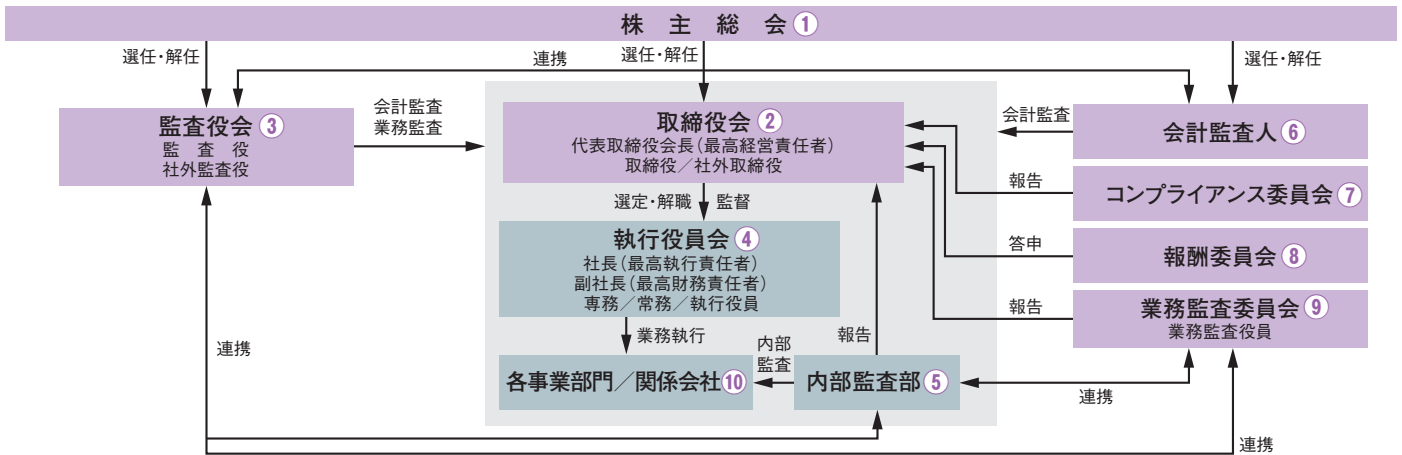 株主総会 ①
選任・解任
連携
選任・解任
選任・解任
監査役会 ③
監査役
社外監査役
会計監査
業務監査
取締役会 ②
代表取締役会長（最高経営責任者）
取締役／社外取締役
会計監査
会計監査人 ⑥
報告
コンプライアンス委員会 ⑦
選定・解職
監督
執行役員会 ④
社長（最高執行責任者）
副社長（最高財務責任者）
専務／常務／執行役員
答申
報酬委員会 ⑧
報告
業務監査委員会 ⑨
業務監査役員
連携
業務執行
内部
監査
報告
各事業部門／関係会社 ⑩
内部監査部 ⑤
連携
連携